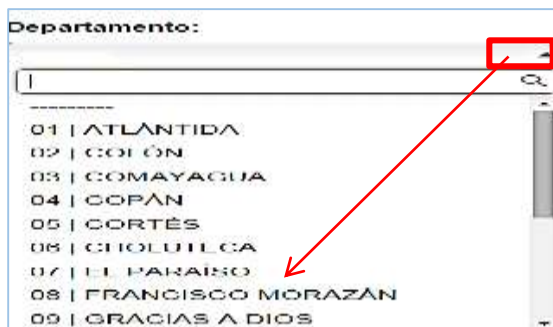 Departamento:
---------
01 | ATLÁNTIDA
02 | COLÓN
03 | COMAYAGUA
04 | COPÁN
05 | CORTÉS
06 | CHOLUTECA
07 | EL PARAÍSO
08 | FRANCISCO MORAZÁN
09 | GRACIAS A DIOS